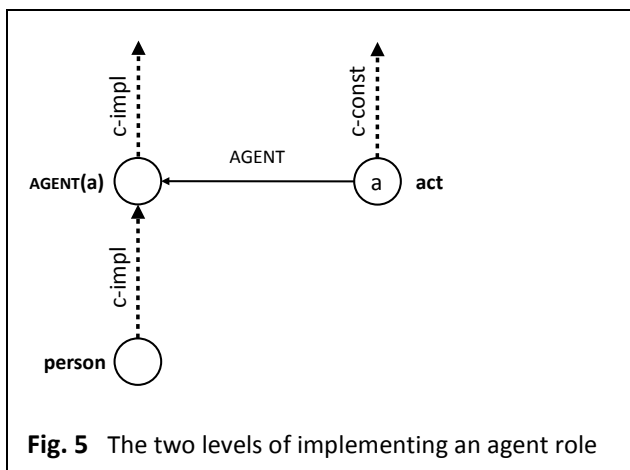 c-impl
c-const
AGENT
AGENT(a)
a
act
c-impl
person
Fig. 5 The two levels of implementing an agent role